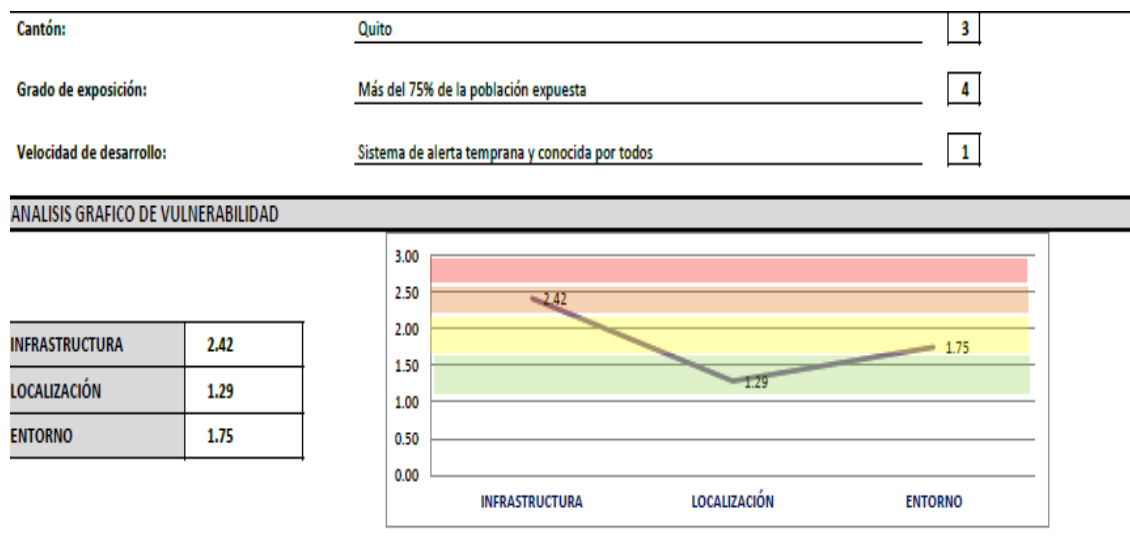 Cantón: Quito 3
Grado de exposición: Más del 75% de la población expuesta 4
Velocidad de desarrollo: Sistema de alerta temprana y conocida por todos 1
ANALISIS GRAFICO DE VULNERABILIDAD
INFRASTRUCTURA 2.42
LOCALIZACIÓN 1.29
ENTORNO 1.75
3.00
2.50
2.00
1.50
1.00
0.50
0.00
2.42
1.29
1.75
INFRASTRUCTURA LOCALIZACIÓN ENTORNO